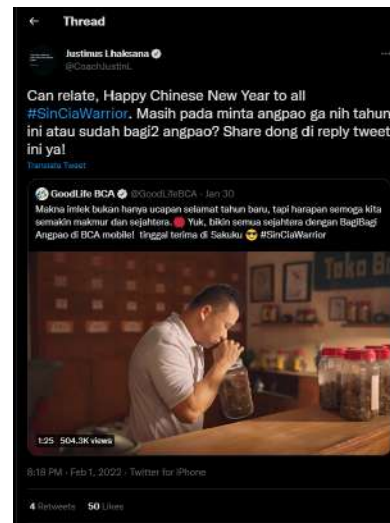 Thread
Justinus Lhaksana
@CoachJustinL
Can relate, Happy Chinese New Year to all
#SinCiaWarrior. Masih pada minta angpao ga nih tahun
ini atau sudah bagi2 angpao? Share dong di reply tweet
ini ya!
Translate Tweet
GoodLife BCA @GoodLifeBCA · Jan 30
Makna imlek bukan hanya ucapan selamat tahun baru, tapi harapan semoga kita
semakin makmur dan sejahtera. Yuk, bikin semua sejahtera dengan BagiBagi
Angpao di BCA mobile! tinggal terima di Sakuku #SinCiaWarrior
Toko B
1:25 504.3K views
8:18 PM · Feb 1, 2022 · Twitter for iPhone
4 Retweets 50 Likes